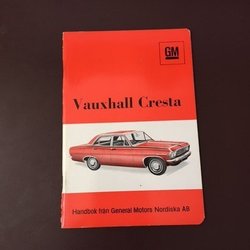 GM
Vauxhall Cresta
Handbok från General Motors Nordiska AB